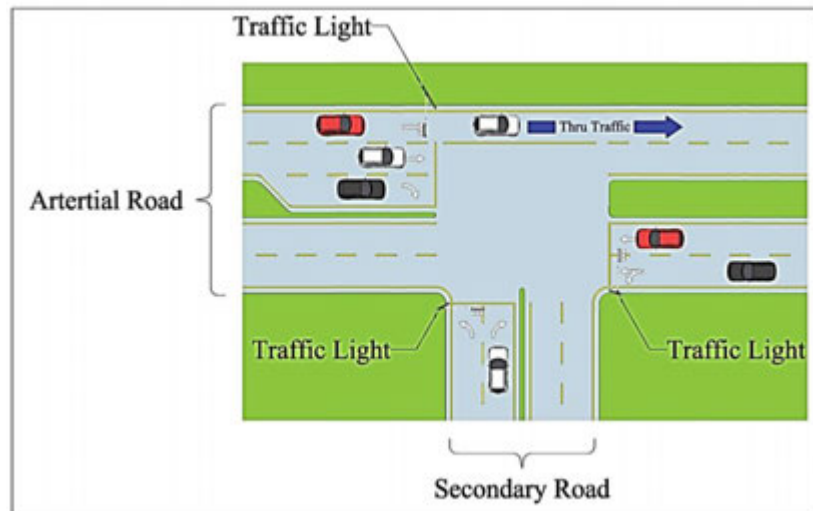 Traffic Light
Thru Traffic
Artertial Road
Traffic Light
Traffic Light
Secondary Road